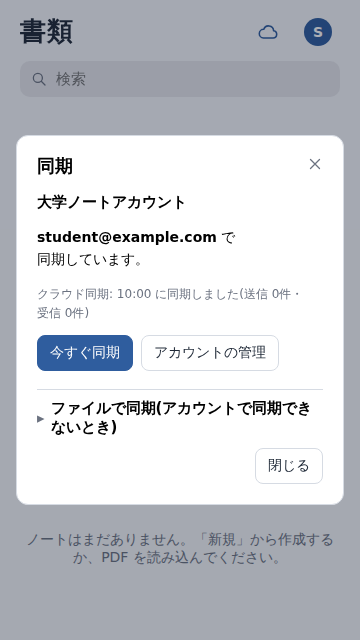 書類
S
検索
同期
大学ノートアカウント
student@example.com で
同期しています。
クラウド同期: 10:00 に同期しました(送信 0件・
受信 0件)
今すぐ同期
アカウントの管理
ファイルで同期(アカウントで同期でき
ないとき)
閉じる
ノートはまだありません。「新規」から作成する
か、PDF を読み込んでください。